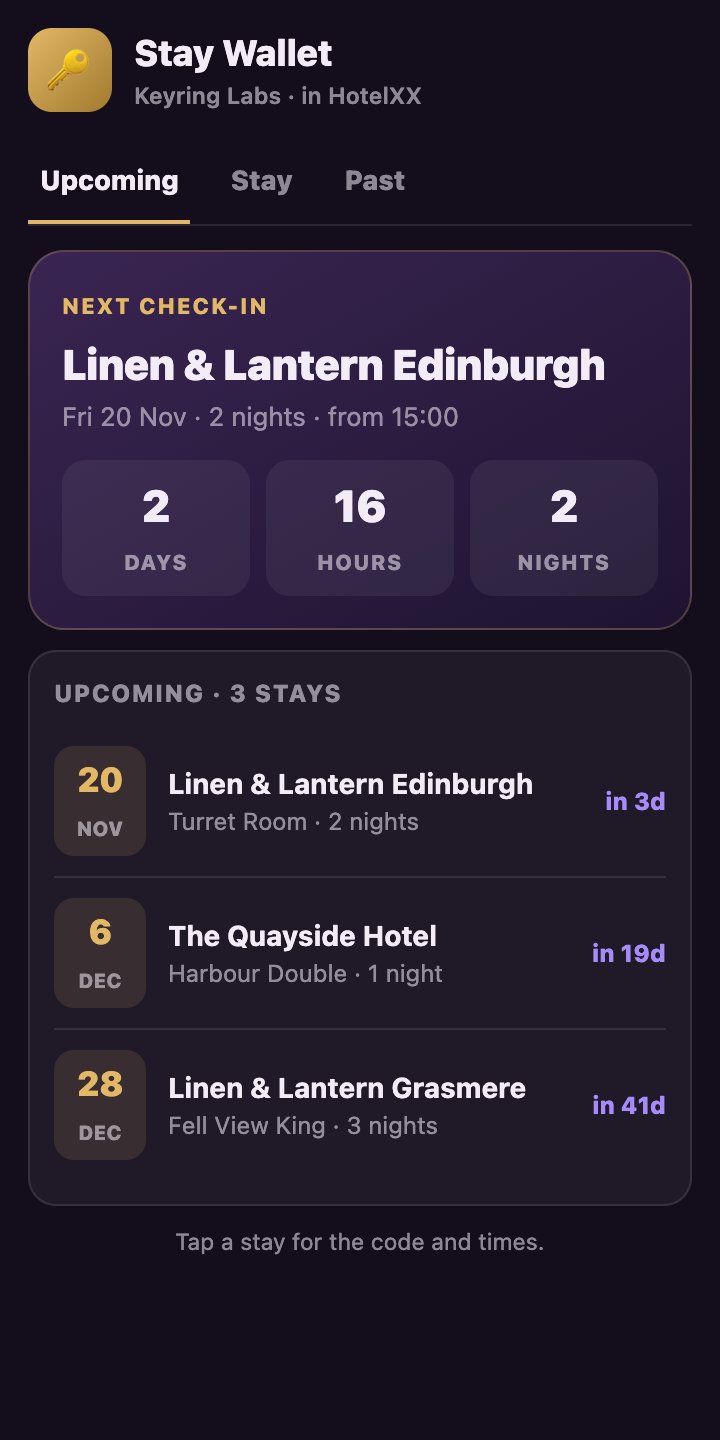 Stay Wallet
Keyring Labs · in HotelXX
Upcoming Stay Past
NEXT CHECK-IN
Linen & Lantern Edinburgh
Fri 20 Nov · 2 nights · from 15:00
2 16 2
DAYS HOURS NIGHTS
UPCOMING · 3 STAYS
20 NOV
Linen & Lantern Edinburgh
Turret Room · 2 nights
in 3d
6 DEC
The Quayside Hotel
Harbour Double · 1 night
in 19d
28 DEC
Linen & Lantern Grasmere
Fell View King · 3 nights
in 41d
Tap a stay for the code and times.